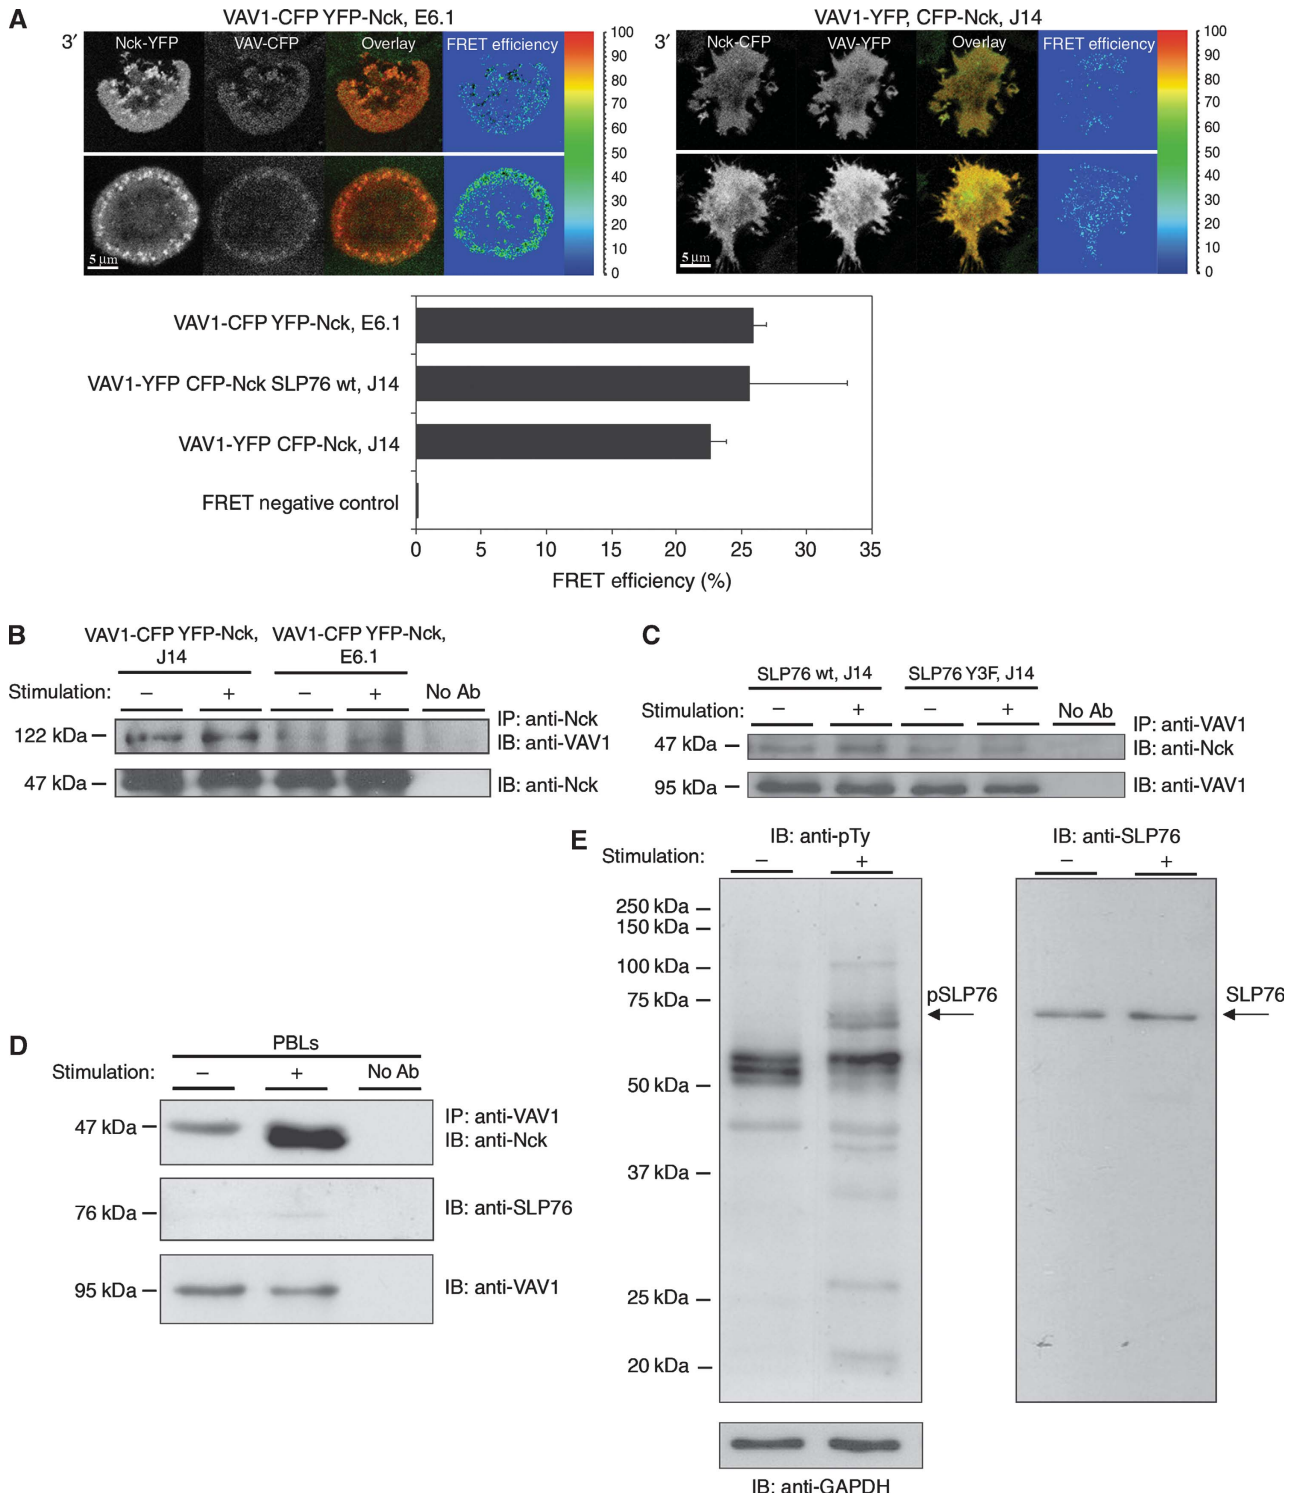 A
VAV1-CFP YFP-Nck, E6.1
VAV1-YFP, CFP-Nck, J14
3′
Nck-YFP
VAV-CFP
Overlay
FRET efficiency
100
90
80
70
60
50
40
30
20
10
0
5 µm
3′
Nck-CFP
VAV-YFP
Overlay
FRET efficiency
100
90
80
70
60
50
40
30
20
10
0
5 µm
VAV1-CFP YFP-Nck, E6.1
VAV1-YFP CFP-Nck SLP76 wt, J14
VAV1-YFP CFP-Nck, J14
FRET negative control
0 5 10 15 20 25 30 35
FRET efficiency (%)
B
VAV1-CFP YFP-Nck,
J14
VAV1-CFP YFP-Nck,
E6.1
Stimulation: − + − + No Ab
122 kDa
IP: anti-Nck
IB: anti-VAV1
47 kDa
IB: anti-Nck
C
SLP76 wt, J14
SLP76 Y3F, J14
Stimulation: − + − + No Ab
47 kDa
IP: anti-VAV1
IB: anti-Nck
95 kDa
IB: anti-VAV1
D
PBLs
Stimulation: − + No Ab
47 kDa
IP: anti-VAV1
IB: anti-Nck
76 kDa
IB: anti-SLP76
95 kDa
IB: anti-VAV1
E
IB: anti-pTy
IB: anti-SLP76
Stimulation: − + − +
250 kDa
150 kDa
100 kDa
75 kDa
50 kDa
37 kDa
25 kDa
20 kDa
pSLP76
SLP76
IB: anti-GAPDH